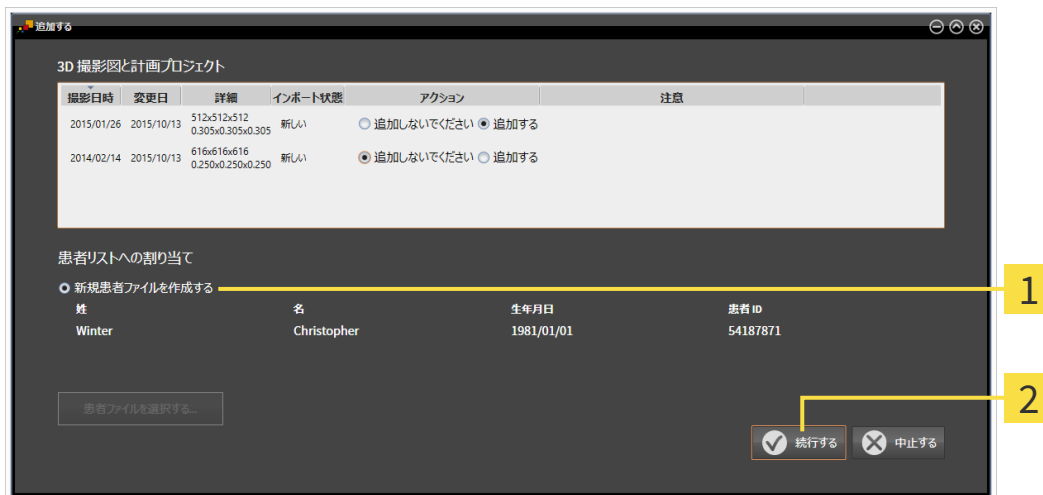 追加する
3D 撮影図と計画プロジェクト
撮影日時 変更日 詳細 インポート状態 アクション 注意
2015/01/26 2015/10/13 512x512x512 0.305x0.305x0.305 新しい 追加しないでください 追加する
2014/02/14 2015/10/13 616x616x616 0.250x0.250x0.250 新しい 追加しないでください 追加する
患者リストへの割り当て
新規患者ファイルを作成する
1
姓 名 生年月日 患者 ID
Winter Christopher 1981/01/01 54187871
患者ファイルを選択する...
2
続行する 中止する